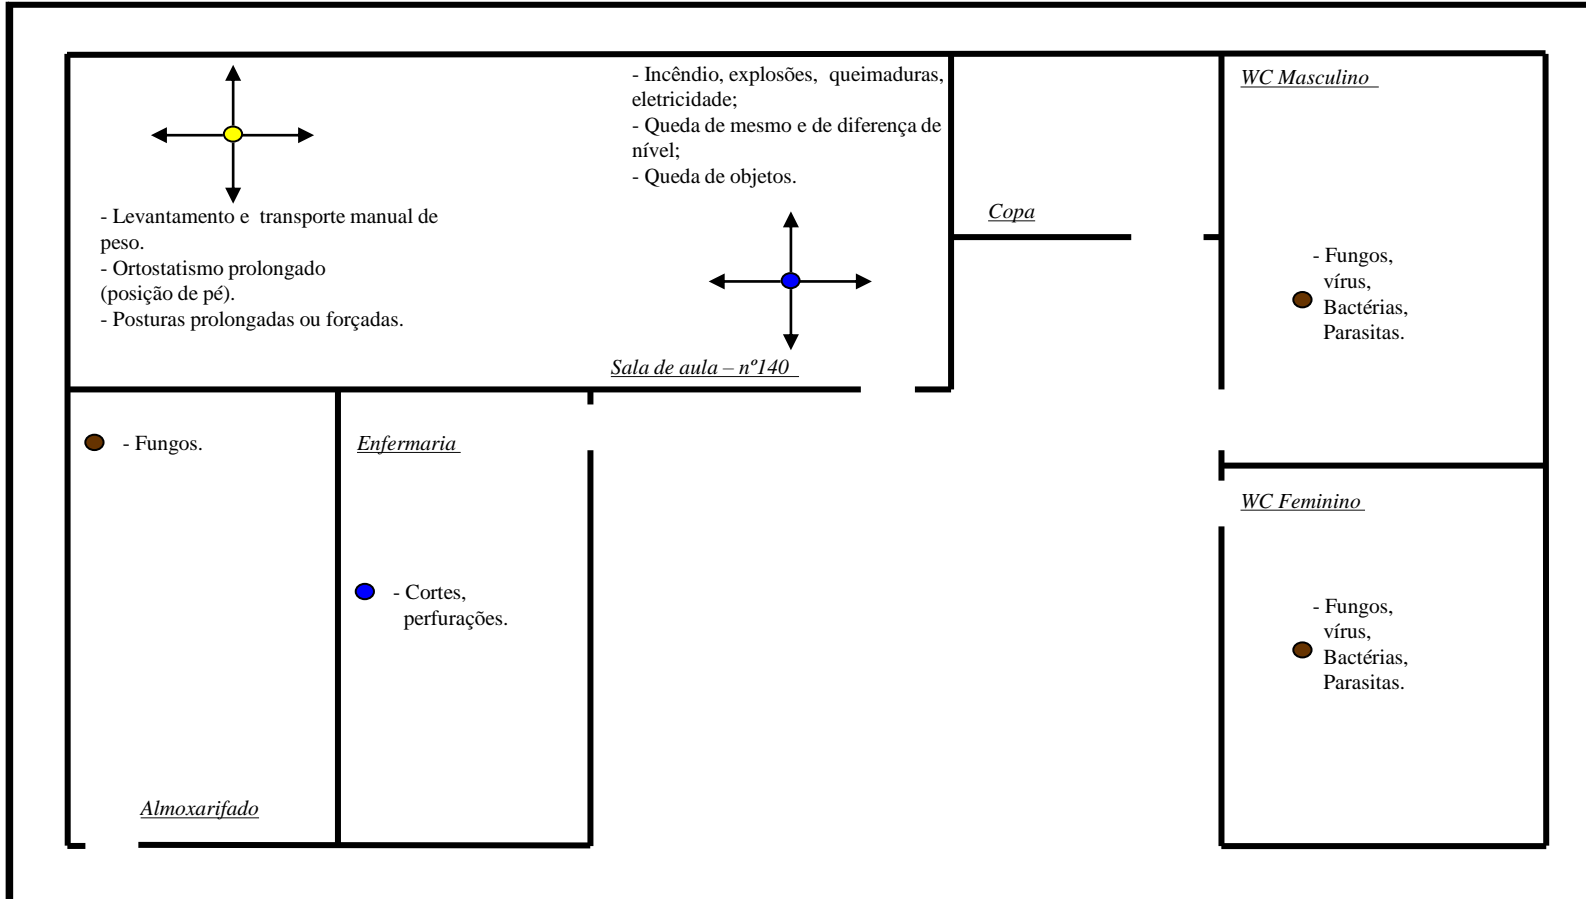 - Levantamento e transporte manual de
peso.
- Ortostatismo prolongado
(posição de pé).
- Posturas prolongadas ou forçadas.
- Incêndio, explosões, queimaduras,
eletricidade;
- Queda de mesmo e de diferença de
nível;
- Queda de objetos.
Sala de aula – nº140
Copa
WC Masculino
- Fungos,
vírus,
Bactérias,
Parasitas.
- Fungos.
Almoxarifado
Enfermaria
- Cortes,
perfurações.
WC Feminino
- Fungos,
vírus,
Bactérias,
Parasitas.